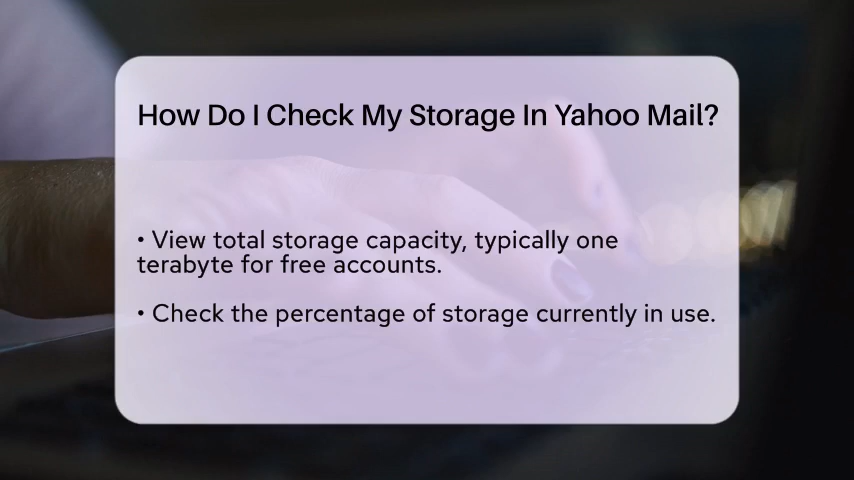 How Do I Check My Storage In Yahoo Mail?
• View total storage capacity, typically one
terabyte for free accounts.
• Check the percentage of storage currently in use.